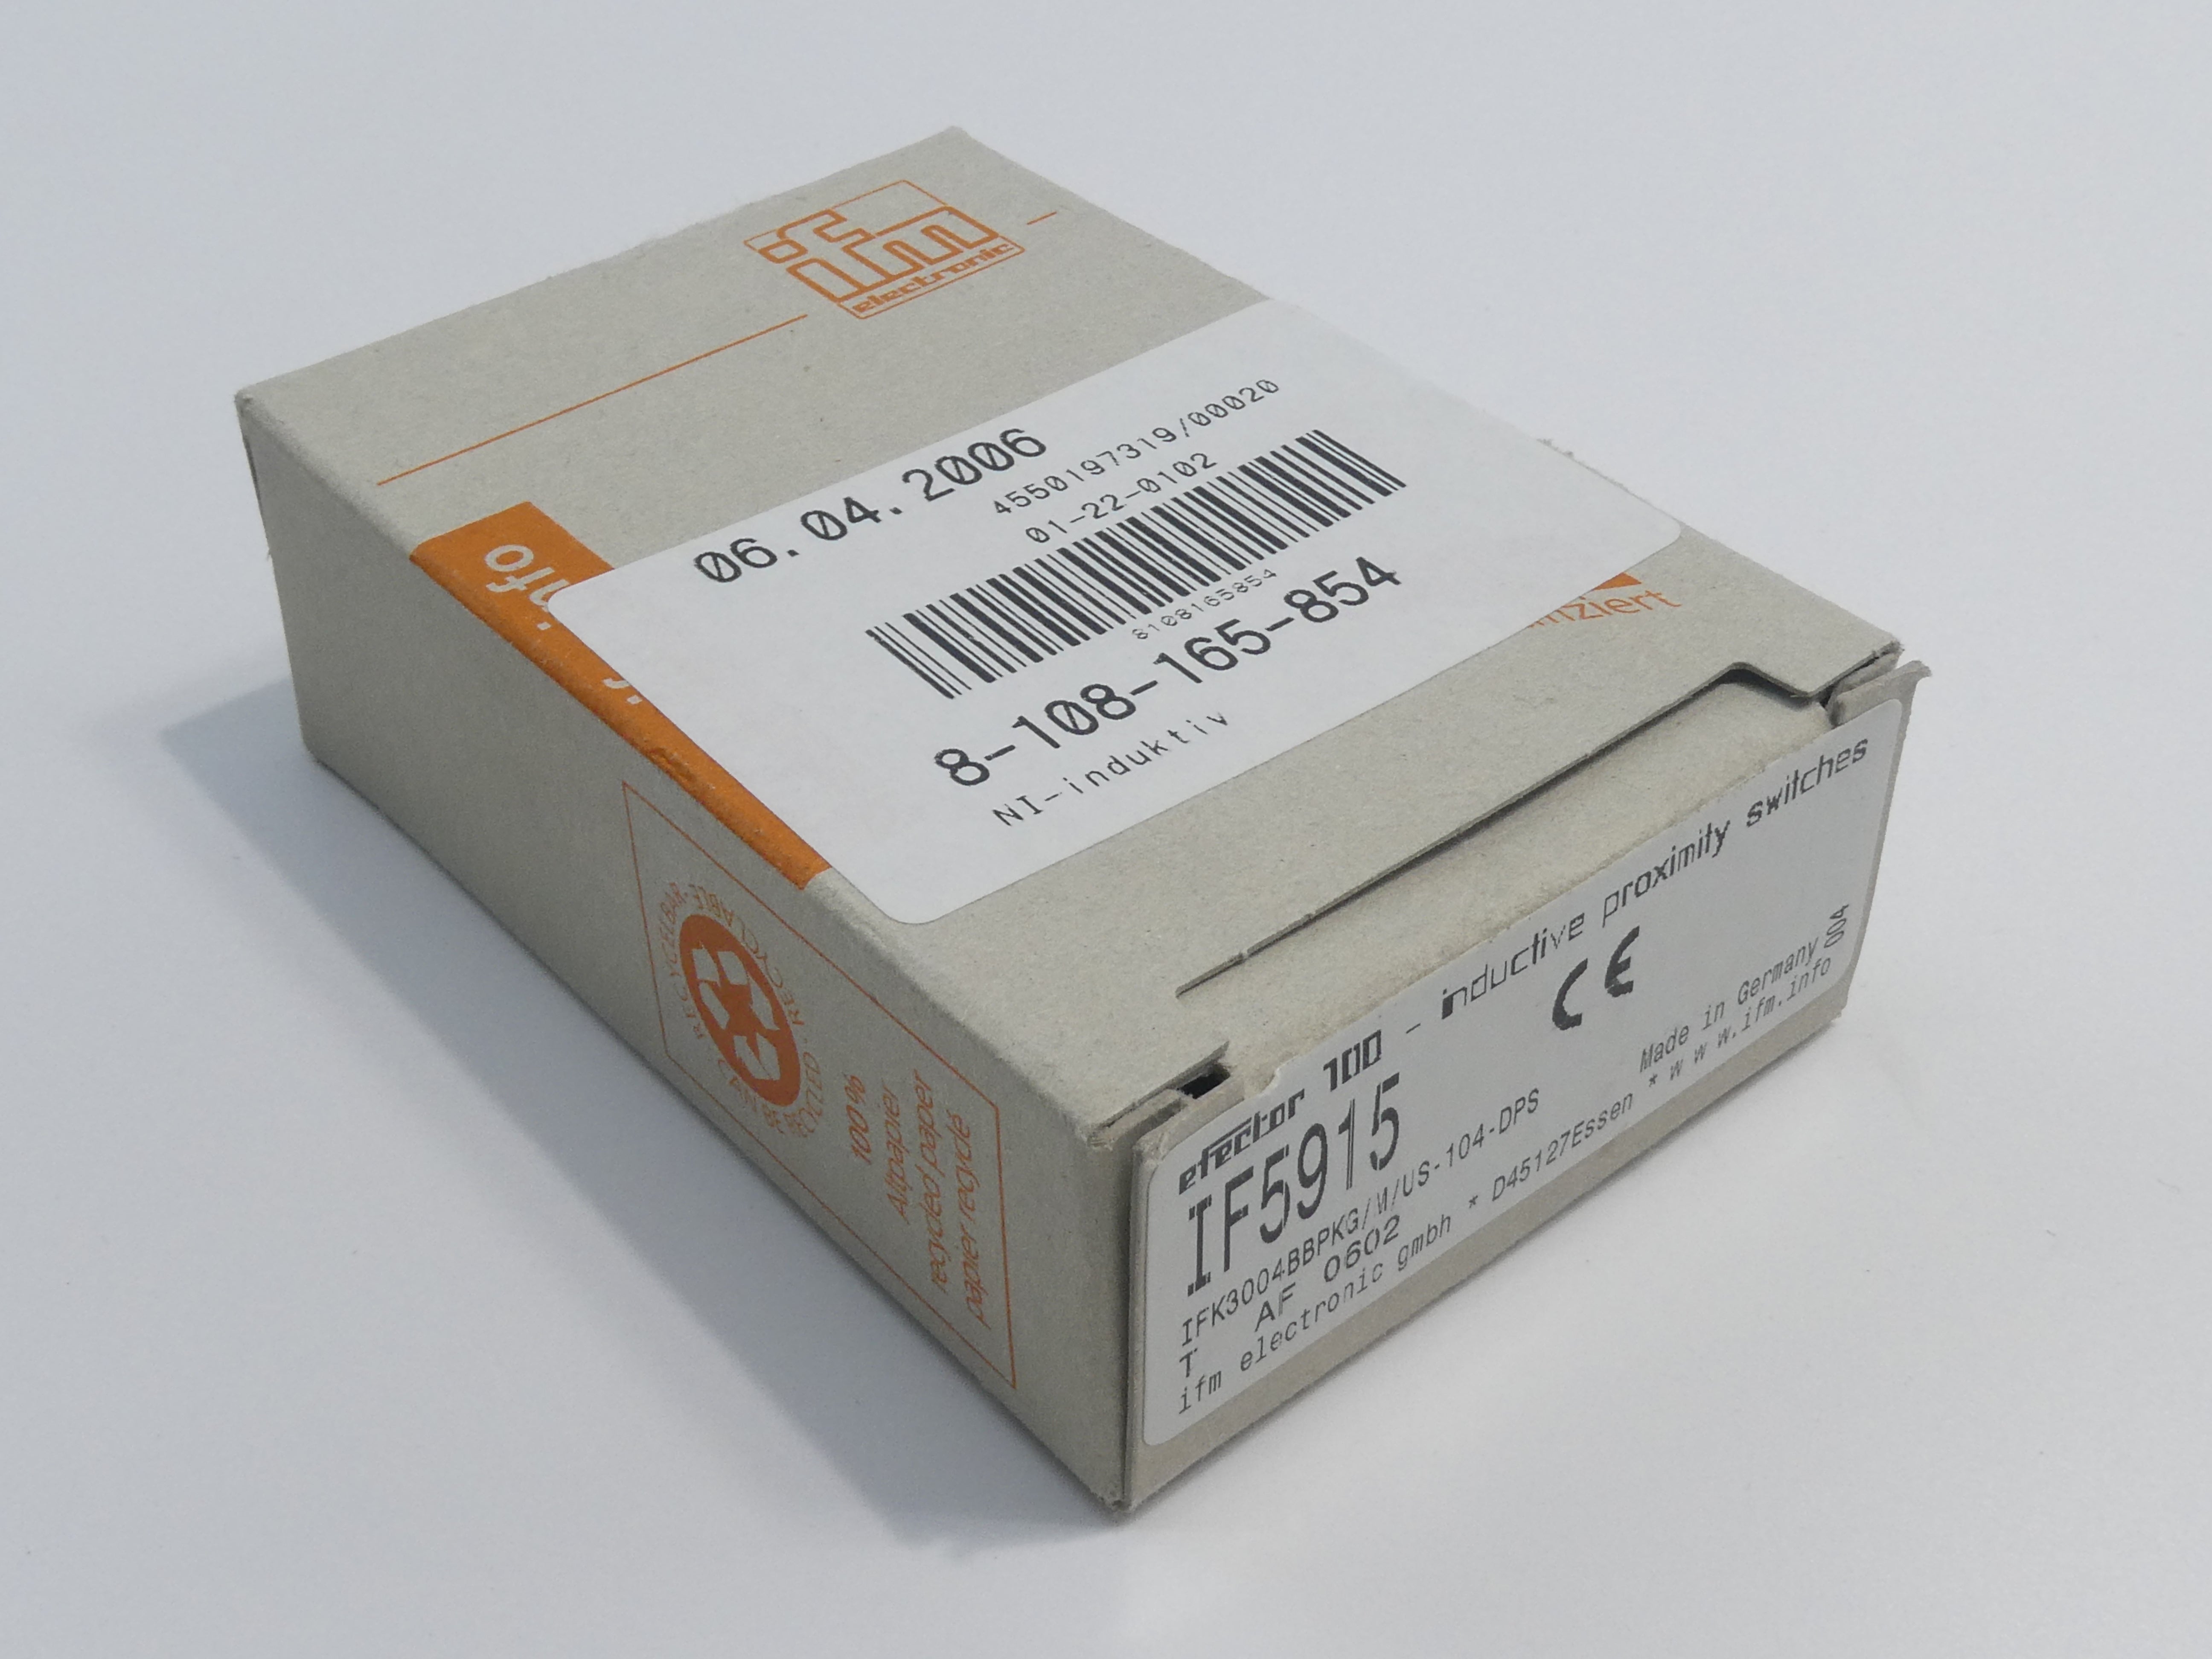 ifm
electronic
06.04.2006
4550197319/00020
01-22-0102
8108165854
8-108-165-854
NI-induktiv
efector 100 - inductive proximity switches
IF5915
IFK3004BBPKG/M/US-104-DPS
T AF 0602
Made in Germany 004
ifm electronic gmbh * D45127Essen * w w w.ifm.info
RECYCELBAR
RECYCLABLE
100%
Altpapier
recycled paper
papier recyclé